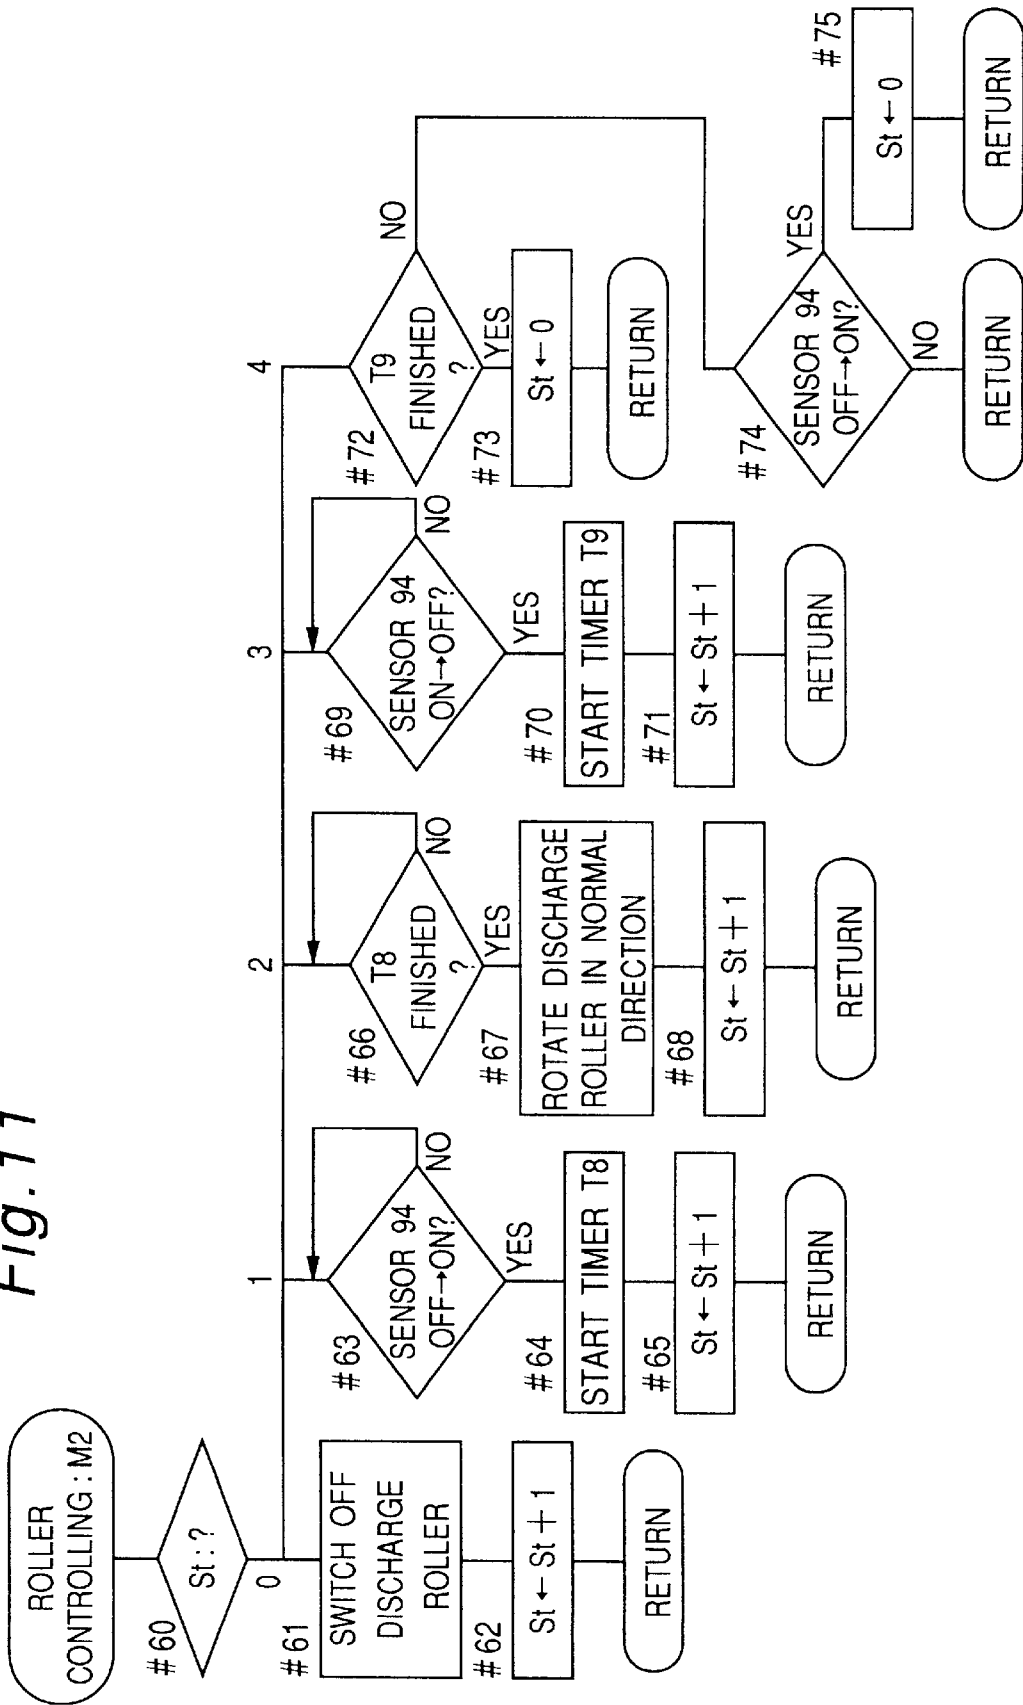 Fig.11
ROLLER
CONTROLLING : M2
#60
St : ?
0
1
2
3
4
#61
SWITCH OFF
DISCHARGE
ROLLER
#62
St ← St + 1
RETURN
#63
SENSOR 94
OFF→ON?
NO
YES
#64
START TIMER T8
#65
St ← St + 1
RETURN
#66
T8
FINISHED
?
NO
YES
#67
ROTATE DISCHARGE
ROLLER IN NORMAL
DIRECTION
#68
St ← St + 1
RETURN
#69
SENSOR 94
ON→OFF?
NO
YES
#70
START TIMER T9
#71
St ← St + 1
RETURN
#72
T9
FINISHED
?
NO
YES
#73
St ← 0
RETURN
#74
SENSOR 94
OFF→ON?
YES
NO
RETURN
#75
St ← 0
RETURN